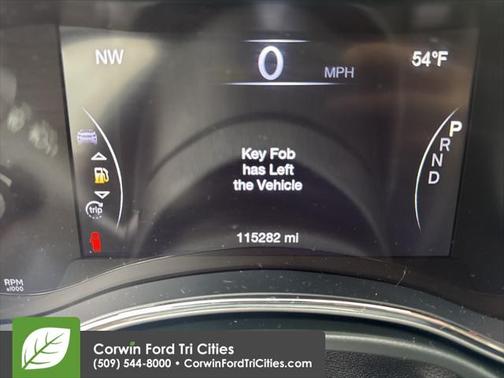 NW
0
MPH
54°F
P
R
N
D
Key Fob
has Left
the Vehicle
trip
115282 mi
RPM
x1000
Corwin Ford Tri Cities
(509) 544-8000 • CorwinFordTriCities.com